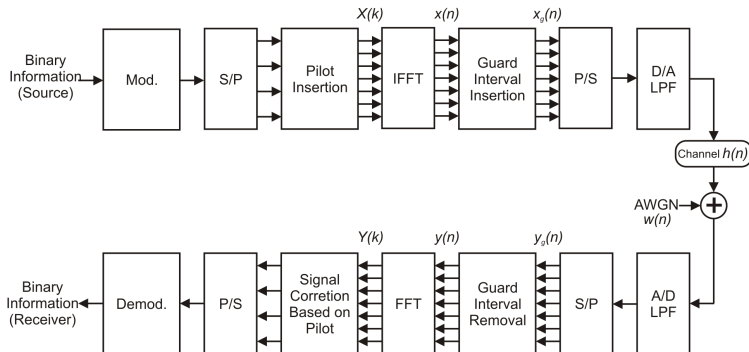 X(k) x(n) xg(n)
Binary
Information
(Source)
Mod.
S/P
Pilot
Insertion
IFFT
Guard
Interval
Insertion
P/S
D/A
LPF
Channel h(n)
AWGN
w(n)
+
Y(k) y(n) yg(n)
Binary
Information
(Receiver)
Demod.
P/S
Signal
Corretion
Based on
Pilot
FFT
Guard
Interval
Removal
S/P
A/D
LPF